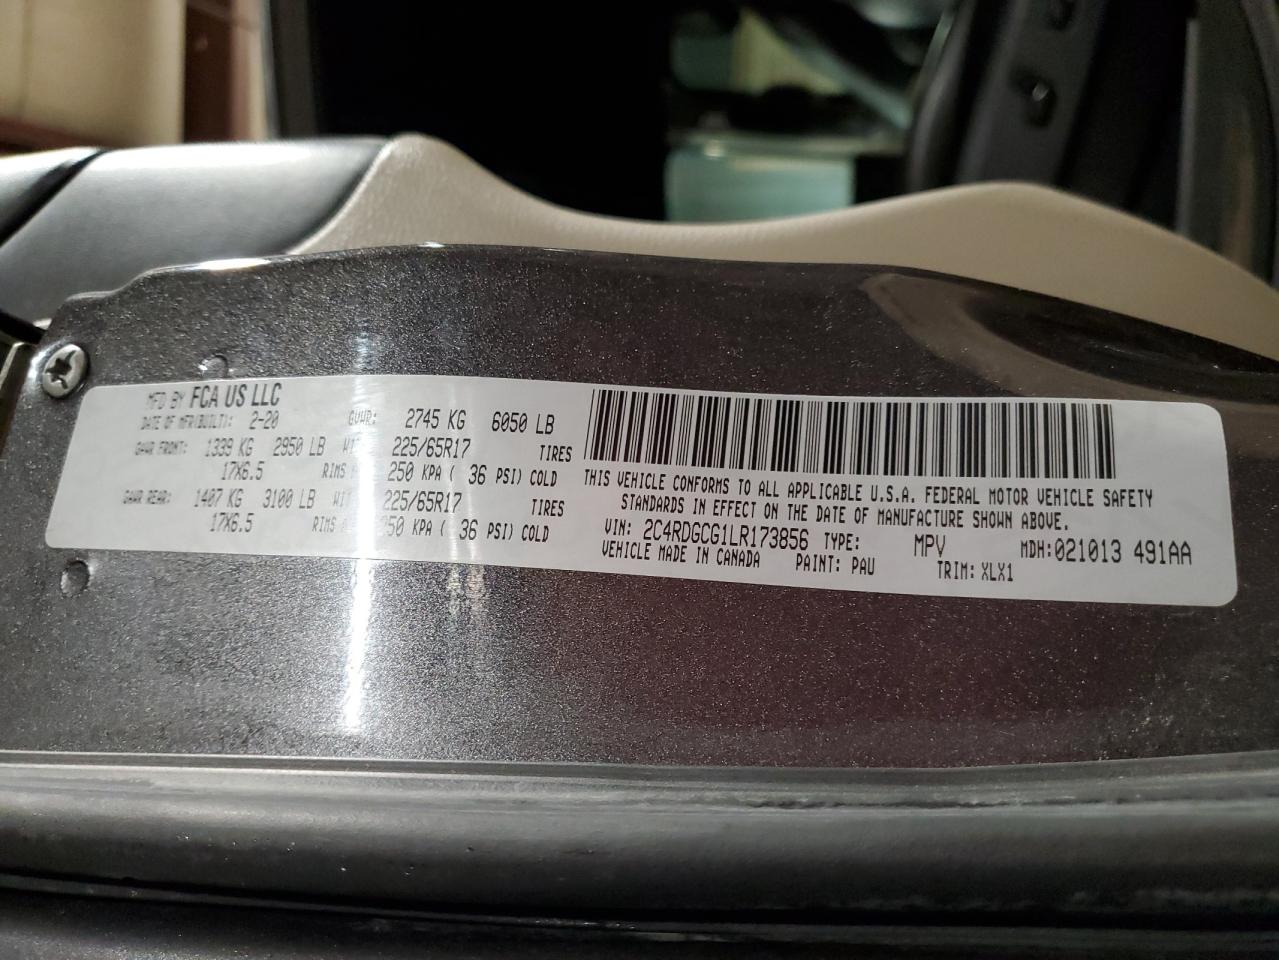 MFD BY FCA US LLC
DATE OF MFR(BUILT): 2-20 GVWR: 2745 KG 6050 LB
GAWR FRONT: 1339 KG 2950 LB 225/65R17 TIRES
17X6.5 RIMS 250 KPA ( 36 PSI) COLD
GAWR REAR: 1407 KG 3100 LB 225/65R17 TIRES
17X6.5 RIMS 250 KPA ( 36 PSI) COLD
THIS VEHICLE CONFORMS TO ALL APPLICABLE U.S.A. FEDERAL MOTOR VEHICLE SAFETY
STANDARDS IN EFFECT ON THE DATE OF MANUFACTURE SHOWN ABOVE.
VIN: 2C4RDGCG1LR173856 TYPE: MPV MDH:021013 491AA
VEHICLE MADE IN CANADA PAINT: PAU TRIM: XLX1